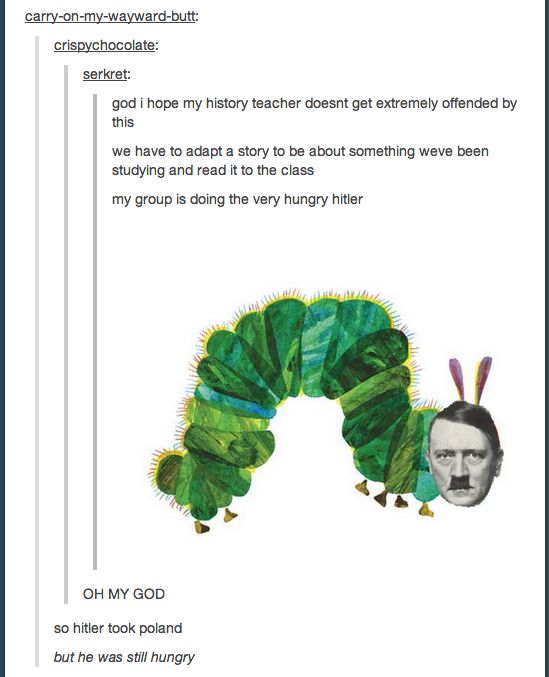 carry-on-my-wayward-butt:
crispychocolate:
serkret:
god i hope my history teacher doesnt get extremely offended by
this
we have to adapt a story to be about something weve been
studying and read it to the class
my group is doing the very hungry hitler
OH MY GOD
so hitler took poland
but he was still hungry